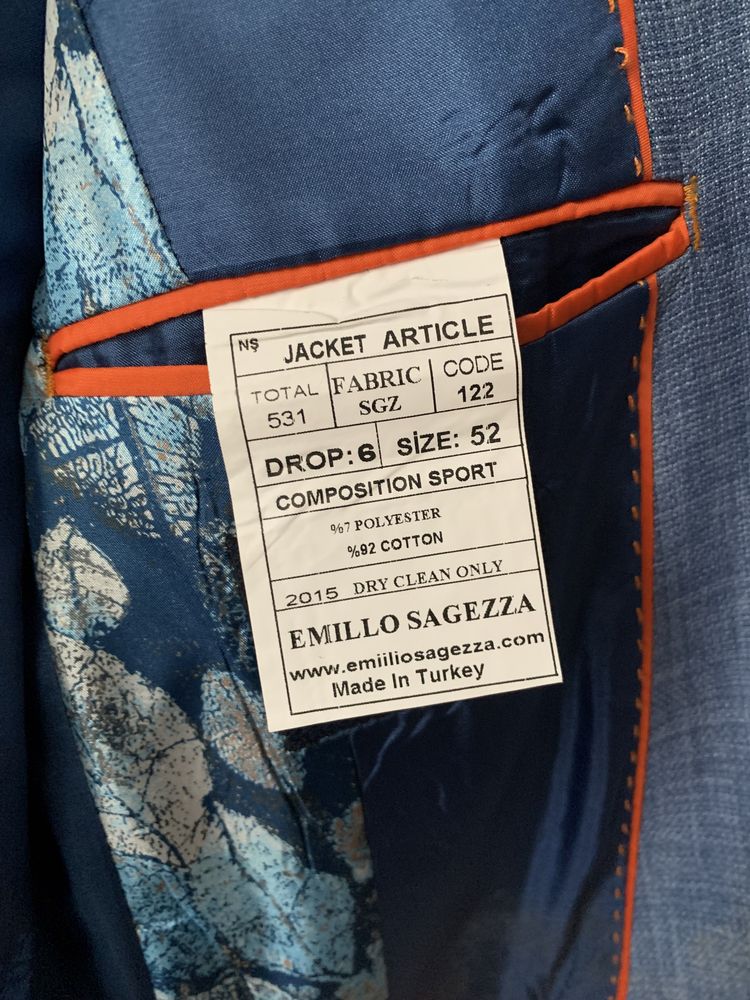 NŞ
JACKET ARTICLE
TOTAL 531
FABRIC SGZ
CODE 122
DROP: 6
SİZE: 52
COMPOSITION SPORT
%7 POLYESTER
%92 COTTON
2015 DRY CLEAN ONLY
EMILLO SAGEZZA
www.emiiliosagezza.com
Made In Turkey